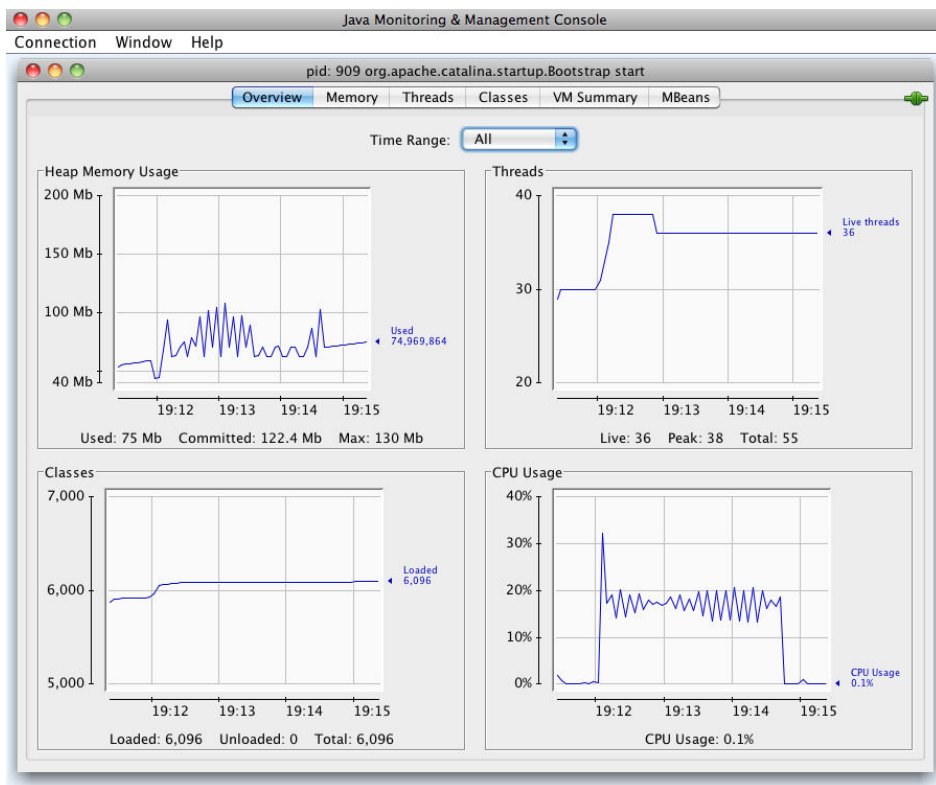 Java Monitoring & Management Console
Connection Window Help
pid: 909 org.apache.catalina.startup.Bootstrap start
Overview Memory Threads Classes VM Summary MBeans
Time Range: All
Heap Memory Usage
200 Mb
150 Mb
100 Mb
40 Mb
Used
74,969,864
19:12 19:13 19:14 19:15
Used: 75 Mb Committed: 122.4 Mb Max: 130 Mb
Threads
40
30
20
Live threads
36
19:12 19:13 19:14 19:15
Live: 36 Peak: 38 Total: 55
Classes
7,000
6,000
5,000
Loaded
6,096
19:12 19:13 19:14 19:15
Loaded: 6,096 Unloaded: 0 Total: 6,096
CPU Usage
40%
30%
20%
10%
0%
CPU Usage
0.1%
19:12 19:13 19:14 19:15
CPU Usage: 0.1%